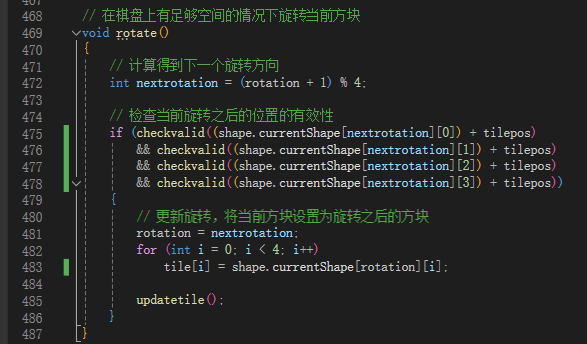 467
468 // 在棋盘上有足够空间的情况下旋转当前方块
469 void rotate()
470 {
471 // 计算得到下一个旋转方向
472 int nextrotation = (rotation + 1) % 4;
473
474 // 检查当前旋转之后的位置的有效性
475 if (checkvalid((shape.currentShape[nextrotation][0]) + tilepos)
476 && checkvalid((shape.currentShape[nextrotation][1]) + tilepos)
477 && checkvalid((shape.currentShape[nextrotation][2]) + tilepos)
478 && checkvalid((shape.currentShape[nextrotation][3]) + tilepos))
479 {
480 // 更新旋转，将当前方块设置为旋转之后的方块
481 rotation = nextrotation;
482 for (int i = 0; i < 4; i++)
483 tile[i] = shape.currentShape[rotation][i];
484
485 updatetile();
486 }
487 }